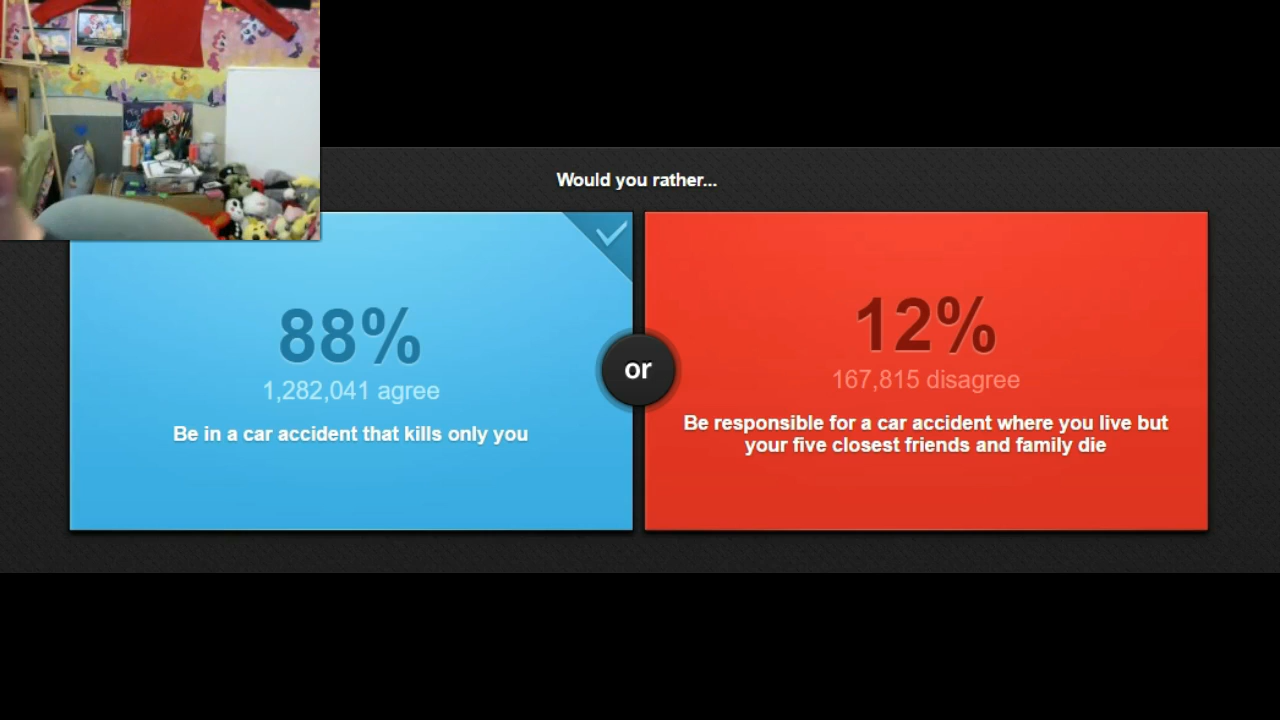 Would you rather...
88%
1,282,041 agree
Be in a car accident that kills only you
or
12%
167,815 disagree
Be responsible for a car accident where you live but
your five closest friends and family die